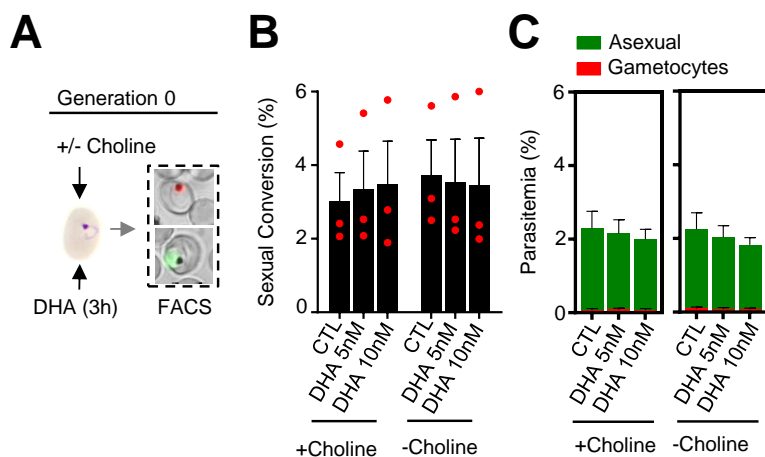 A
Generation 0
+/- Choline
DHA (3h)
FACS
B
Sexual Conversion (%)
6
4
2
0
CTL
DHA 5nM
DHA 10nM
CTL
DHA 5nM
DHA 10nM
+Choline
-Choline
C
Asexual
Gametocytes
Parasitemia (%)
6
4
2
0
CTL
DHA 5nM
DHA 10nM
CTL
DHA 5nM
DHA 10nM
+Choline
-Choline